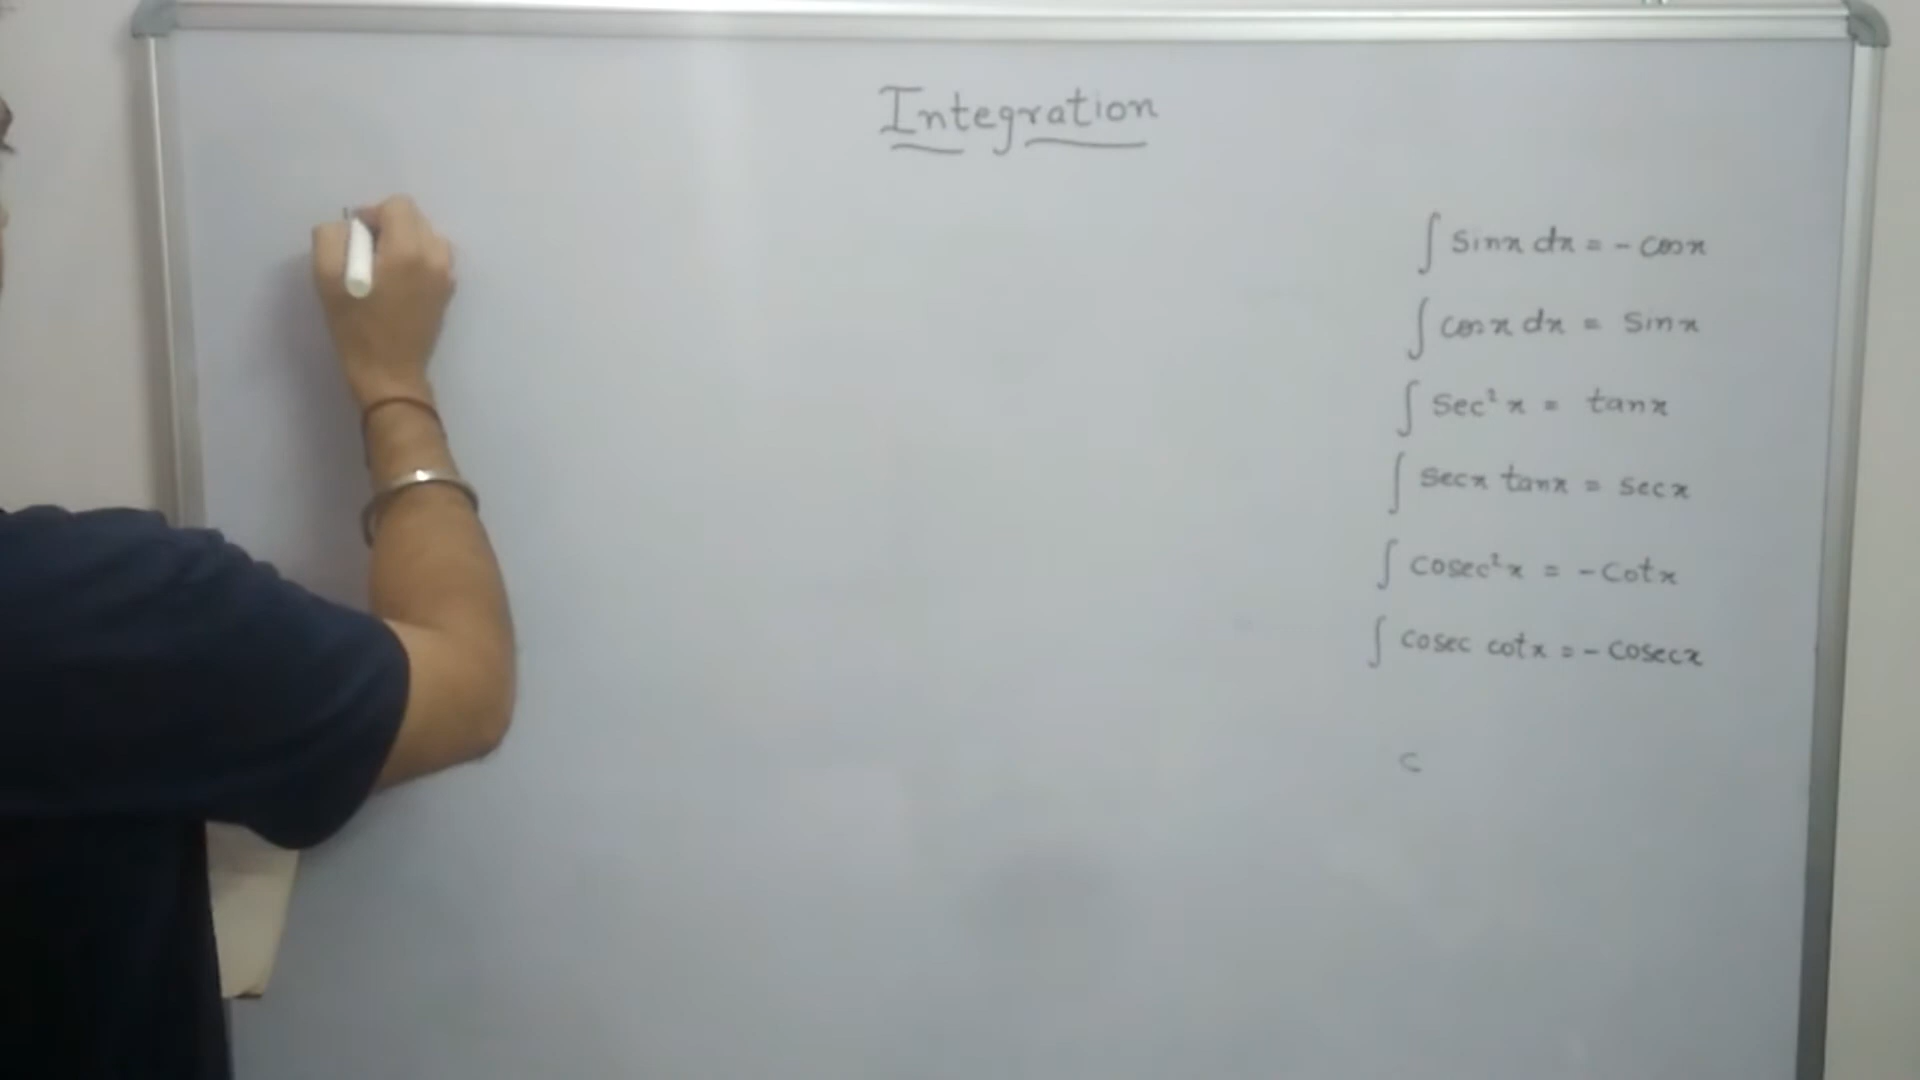 Integration
∫ sinx dx = - cosx
∫ cosx dx = sinx
∫ sec²x = tanx
∫ secx tanx = secx
∫ cosec²x = -cotx
∫ cosec cotx = - cosecx
c